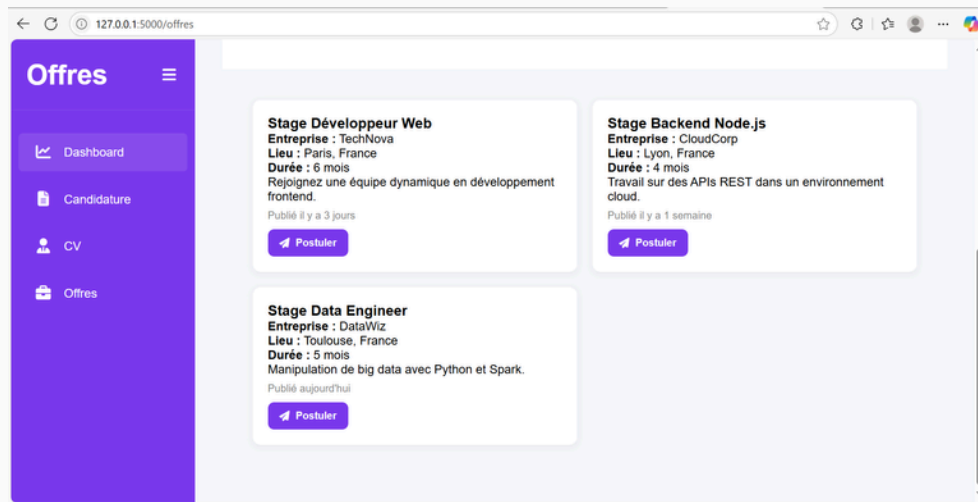 127.0.0.1:5000/offres
Offres
Dashboard
Candidature
CV
Offres
Stage Développeur Web
Entreprise : TechNova
Lieu : Paris, France
Durée : 6 mois
Rejoignez une équipe dynamique en développement
frontend.
Publié il y a 3 jours
Postuler
Stage Backend Node.js
Entreprise : CloudCorp
Lieu : Lyon, France
Durée : 4 mois
Travail sur des APIs REST dans un environnement
cloud.
Publié il y a 1 semaine
Postuler
Stage Data Engineer
Entreprise : DataWiz
Lieu : Toulouse, France
Durée : 5 mois
Manipulation de big data avec Python et Spark.
Publié aujourd'hui
Postuler